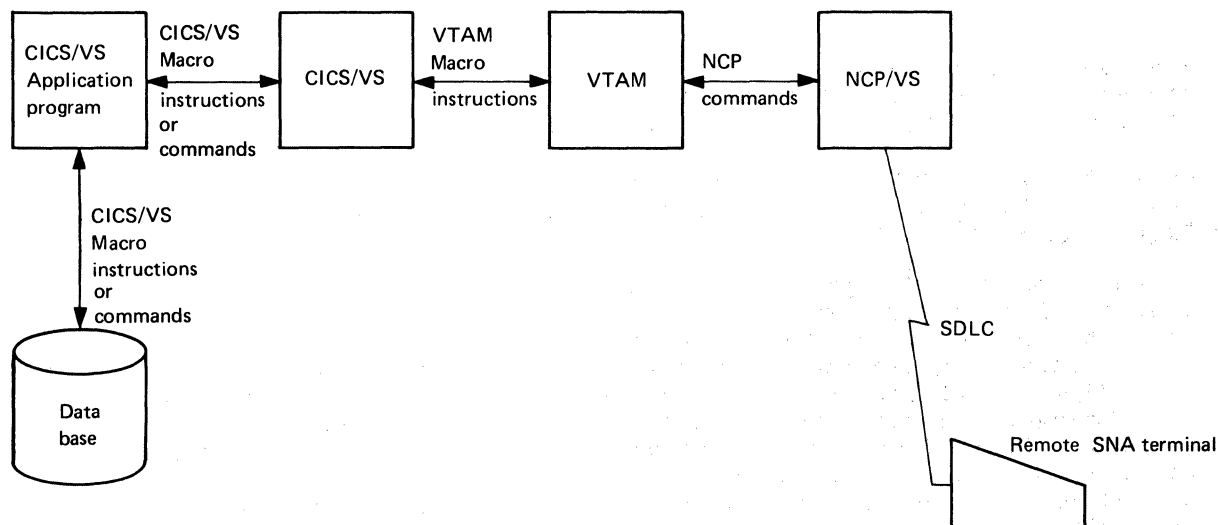 CICS/VS
Application
program
CICS/VS
Macro
instructions
or
commands
CICS/VS
VTAM
Macro
instructions
VTAM
NCP
commands
NCP/VS
CICS/VS
Macro
instructions
or
commands
Data
base
SDLC
Remote SNA terminal